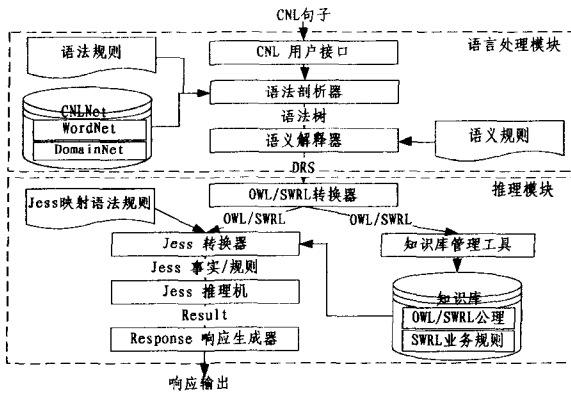 CNL句子
CNL 用户接口
语言处理模块
语法规则
语法剖析器
CNLNet
WordNet
DomainNet
语法树
语义解释器
语义规则
DRS
OWL/SWRL转换器
推理模块
Jess映射语法规则
OWL/SWRL
OWL/SWRL
Jess 转换器
知识库管理工具
Jess 事实/规则
Jess 推理机
知识库
OWL/SWRL公理
SWRL业务规则
Result
Response 响应生成器
响应输出